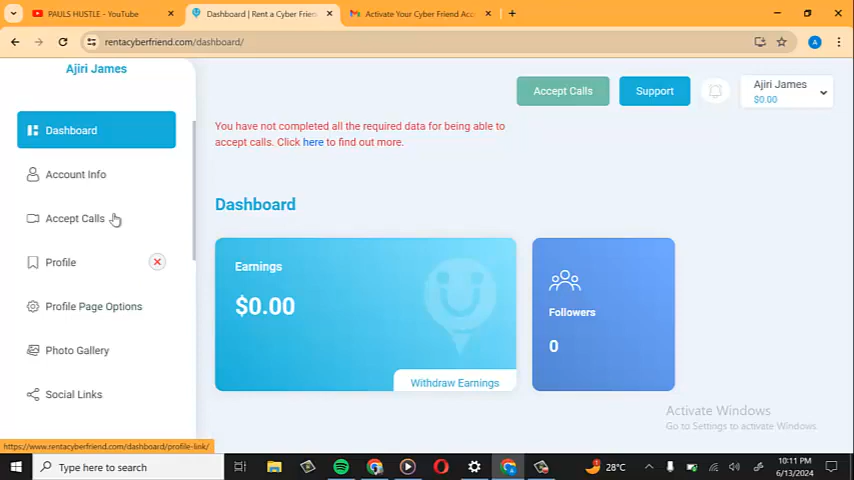 PAULS HUSTLE - YouTube
Dashboard | Rent a Cyber Frien
Activate Your Cyber Friend Acc
rentacyberfriend.com/dashboard/
A
Ajiri James
Accept Calls
Support
Ajiri James
$0.00
You have not completed all the required data for being able to
accept calls. Click here to find out more.
Dashboard
Account Info
Accept Calls
Profile
Profile Page Options
Photo Gallery
Social Links
Dashboard
Earnings
$0.00
Withdraw Earnings
Followers
0
Activate Windows
Go to Settings to activate Windows.
https://www.rentacyberfriend.com/dashboard/profile-link/
Type here to search
28°C
10:11 PM
6/13/2024